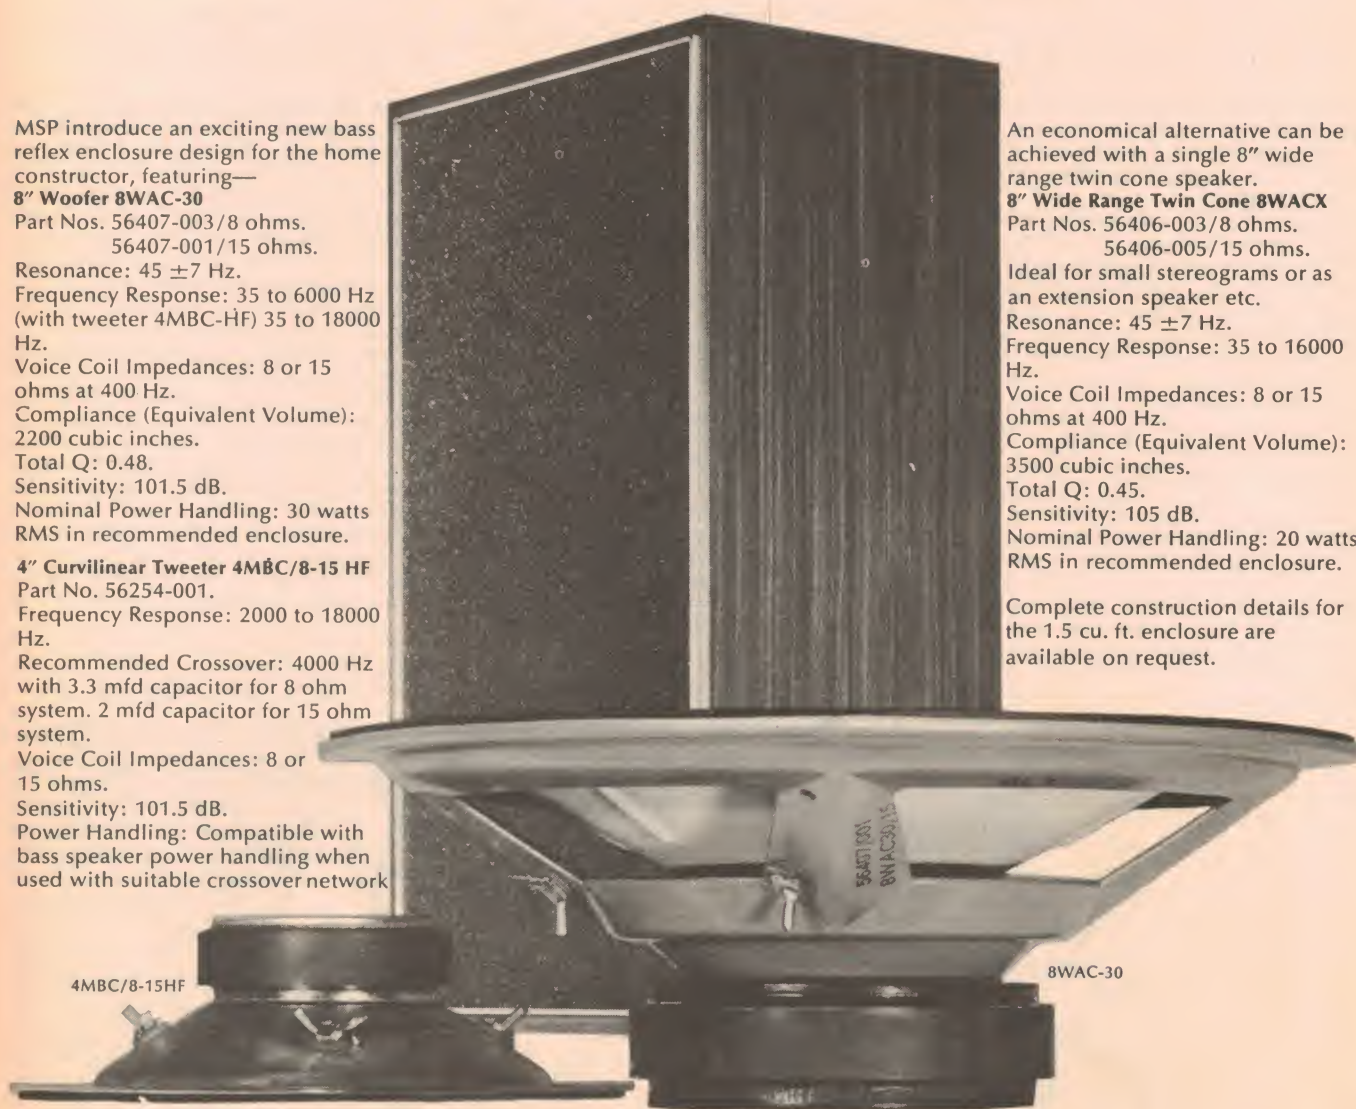 MSP introduce an exciting new bass
reflex enclosure design for the home
constructor, featuring—
8″ Woofer 8WAC-30
Part Nos. 56407-003/8 ohms.
56407-001/15 ohms.
Resonance: 45 ±7 Hz.
Frequency Response: 35 to 6000 Hz
(with tweeter 4MBC-HF) 35 to 18000
Hz.
Voice Coil Impedances: 8 or 15
ohms at 400 Hz.
Compliance (Equivalent Volume):
2200 cubic inches.
Total Q: 0.48.
Sensitivity: 101.5 dB.
Nominal Power Handling: 30 watts
RMS in recommended enclosure.
4″ Curvilinear Tweeter 4MBC/8-15 HF
Part No. 56254-001.
Frequency Response: 2000 to 18000
Hz.
Recommended Crossover: 4000 Hz
with 3.3 mfd capacitor for 8 ohm
system. 2 mfd capacitor for 15 ohm
system.
Voice Coil Impedances: 8 or
15 ohms.
Sensitivity: 101.5 dB.
Power Handling: Compatible with
bass speaker power handling when
used with suitable crossover network
An economical alternative can be
achieved with a single 8″ wide
range twin cone speaker.
8″ Wide Range Twin Cone 8WACX
Part Nos. 56406-003/8 ohms.
56406-005/15 ohms.
Ideal for small stereograms or as
an extension speaker etc.
Resonance: 45 ±7 Hz.
Frequency Response: 35 to 16000
Hz.
Voice Coil Impedances: 8 or 15
ohms at 400 Hz.
Compliance (Equivalent Volume):
3500 cubic inches.
Total Q: 0.45.
Sensitivity: 105 dB.
Nominal Power Handling: 20 watts
RMS in recommended enclosure.
Complete construction details for
the 1.5 cu. ft. enclosure are
available on request.
56407/001
8WAC30/15
4MBC/8-15HF
8WAC-30